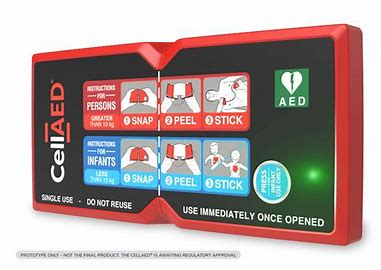 CellAED®
INSTRUCTIONS
FOR
PERSONS
GREATER
THAN 10 kg
1 SNAP
2 PEEL
3 STICK
INSTRUCTIONS
FOR
INFANTS
LESS
THAN 10 kg
1 SNAP
2 PEEL
3 STICK
AED
PRESS
INFANT
USE ONLY
SINGLE USE - DO NOT REUSE
USE IMMEDIATELY ONCE OPENED
PROTOTYPE ONLY - NOT THE FINAL PRODUCT. THE CELLAED® IS AWAITING REGULATORY APPROVAL